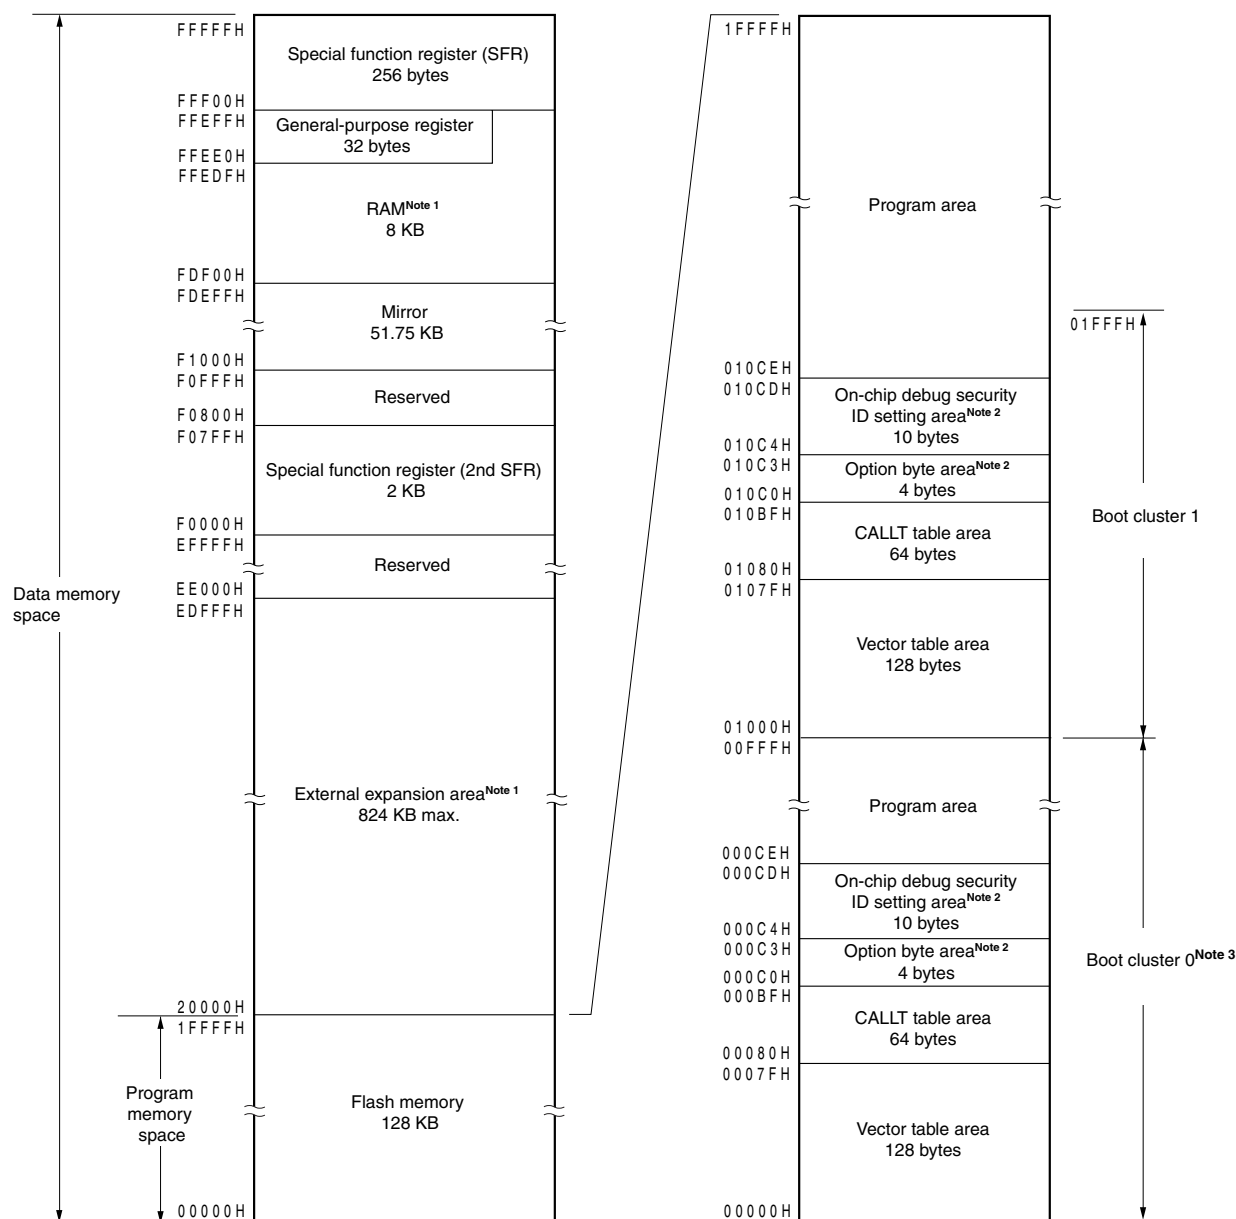 FFFFFH
Special function register (SFR)
256 bytes
FFF00H
FFEFFH
General-purpose register
32 bytes
FFEE0H
FFEDFH
RAMNote 1
8 KB
FDF00H
FDEFFH
Mirror
51.75 KB
F1000H
F0FFFH
Reserved
F0800H
F07FFH
Special function register (2nd SFR)
2 KB
F0000H
EFFFFH
Reserved
EE000H
EDFFFH
Data memory
space
External expansion areaNote 1
824 KB max.
20000H
1FFFFH
Program
memory
space
Flash memory
128 KB
00000H
1FFFFH
Program area
01FFFH
010CEH
010CDH
On-chip debug security
ID setting areaNote 2
10 bytes
010C4H
010C3H
Option byte areaNote 2
4 bytes
010C0H
010BFH
CALLT table area
64 bytes
01080H
0107FH
Boot cluster 1
Vector table area
128 bytes
01000H
00FFFH
Program area
000CEH
000CDH
On-chip debug security
ID setting areaNote 2
10 bytes
000C4H
000C3H
Option byte areaNote 2
4 bytes
000C0H
000BFH
Boot cluster 0Note 3
CALLT table area
64 bytes
00080H
0007FH
Vector table area
128 bytes
00000H